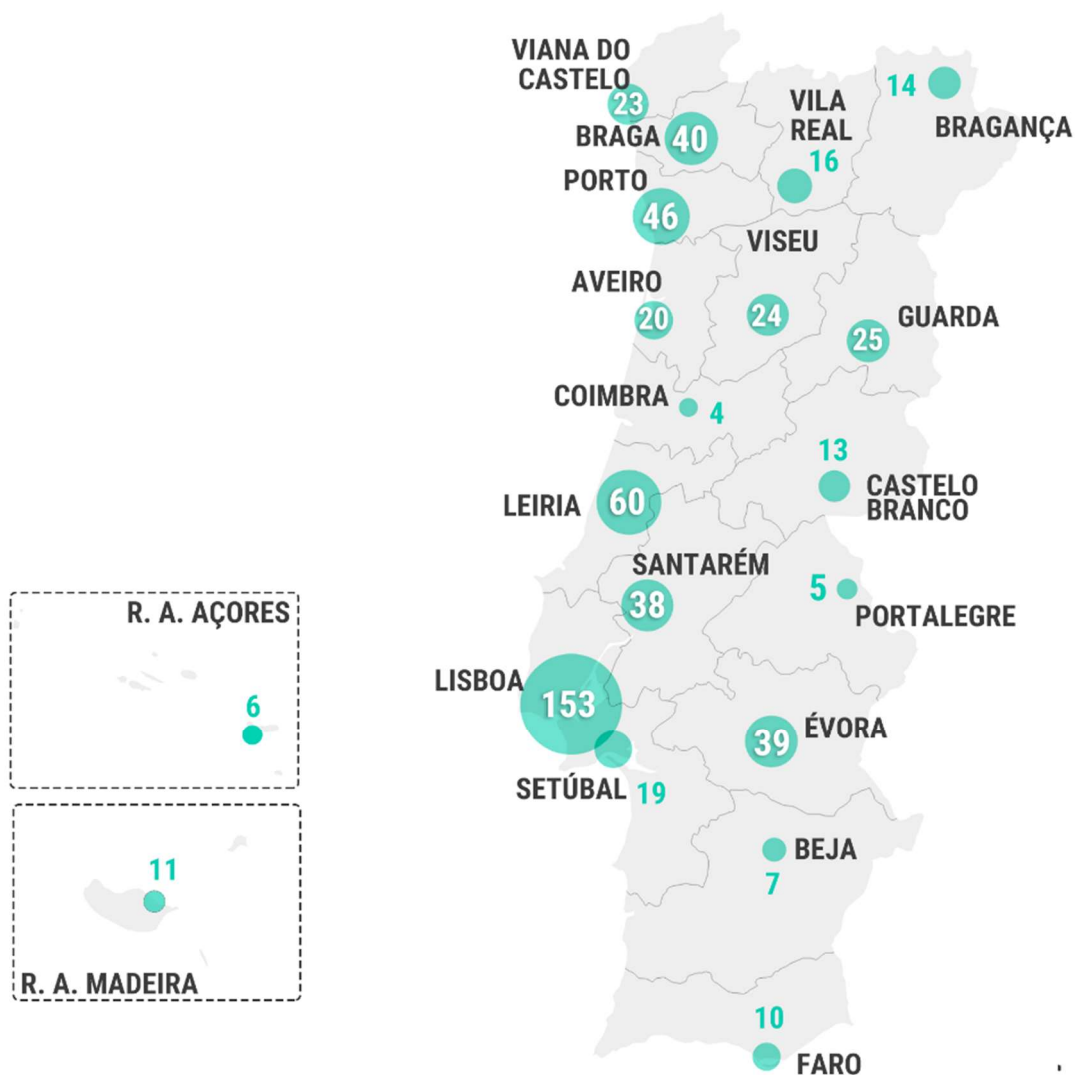 VIANA DO
CASTELO
23
BRAGA
40
PORTO
46
VILA
REAL
16
14
BRAGANÇA
VISEU
24
AVEIRO
20
GUARDA
25
COIMBRA
4
13
CASTELO
BRANCO
LEIRIA
60
SANTARÉM
38
5
PORTALEGRE
LISBOA
153
SETÚBAL
19
39
ÉVORA
BEJA
7
10
FARO
R. A. AÇORES
6
11
R. A. MADEIRA